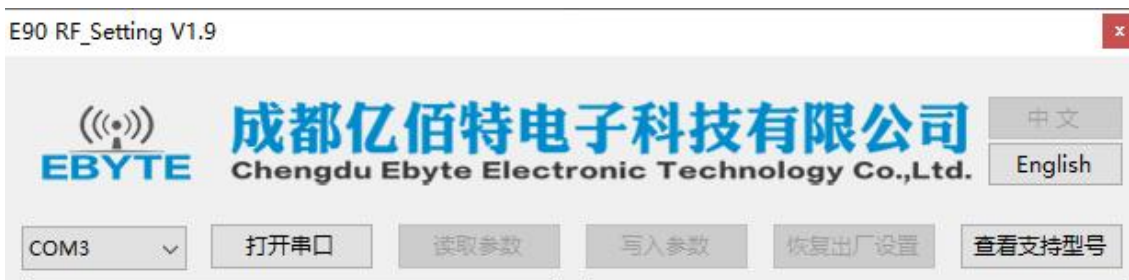 E90 RF_Setting V1.9
x
EBYTE
成都亿佰特电子科技有限公司
Chengdu Ebyte Electronic Technology Co.,Ltd.
中文
English
COM3
打开串口
读取参数
写入参数
恢复出厂设置
查看支持型号